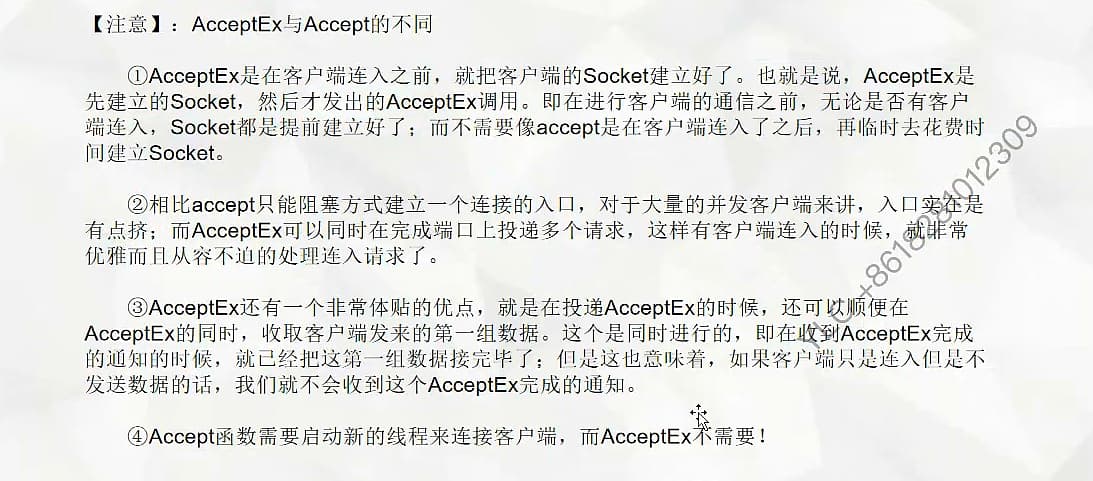 【注意】：AcceptEx与Accept的不同
①AcceptEx是在客户端连入之前，就把客户端的Socket建立好了。也就是说，AcceptEx是
先建立的Socket，然后才发出的AcceptEx调用。即在进行客户端的通信之前，无论是否有客户
端连入，Socket都是提前建立好了；而不需要像accept是在客户端连入了之后，再临时去花费时
间建立Socket。
②相比accept只能阻塞方式建立一个连接的入口，对于大量的并发客户端来讲，入口实在是
有点挤；而AcceptEx可以同时在完成端口上投递多个请求，这样有客户端连入的时候，就非常
优雅而且从容不迫的处理连入请求了。
③AcceptEx还有一个非常体贴的优点，就是在投递AcceptEx的时候，还可以顺便在
AcceptEx的同时，收取客户端发来的第一组数据。这个是同时进行的，即在收到AcceptEx完成
的通知的时候，就已经把这第一组数据接完毕了；但是这也意味着，如果客户端只是连入但是不
发送数据的话，我们就不会收到这个AcceptEx完成的通知。
④Accept函数需要启动新的线程来连接客户端，而AcceptEx不需要！
+8618281012309